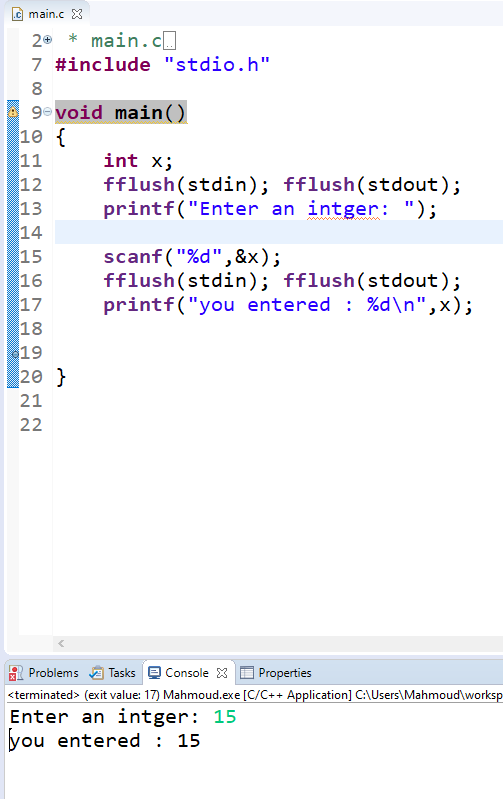 main.c
2 * main.c
7 #include "stdio.h"
8
9 void main()
10 {
11 int x;
12 fflush(stdin); fflush(stdout);
13 printf("Enter an intger: ");
14
15 scanf("%d",&x);
16 fflush(stdin); fflush(stdout);
17 printf("you entered : %d\n",x);
18
19
20 }
21
22
Problems Tasks Console Properties
<terminated> (exit value: 17) Mahmoud.exe [C/C++ Application] C:\Users\Mahmoud\worksp
Enter an intger: 15
you entered : 15